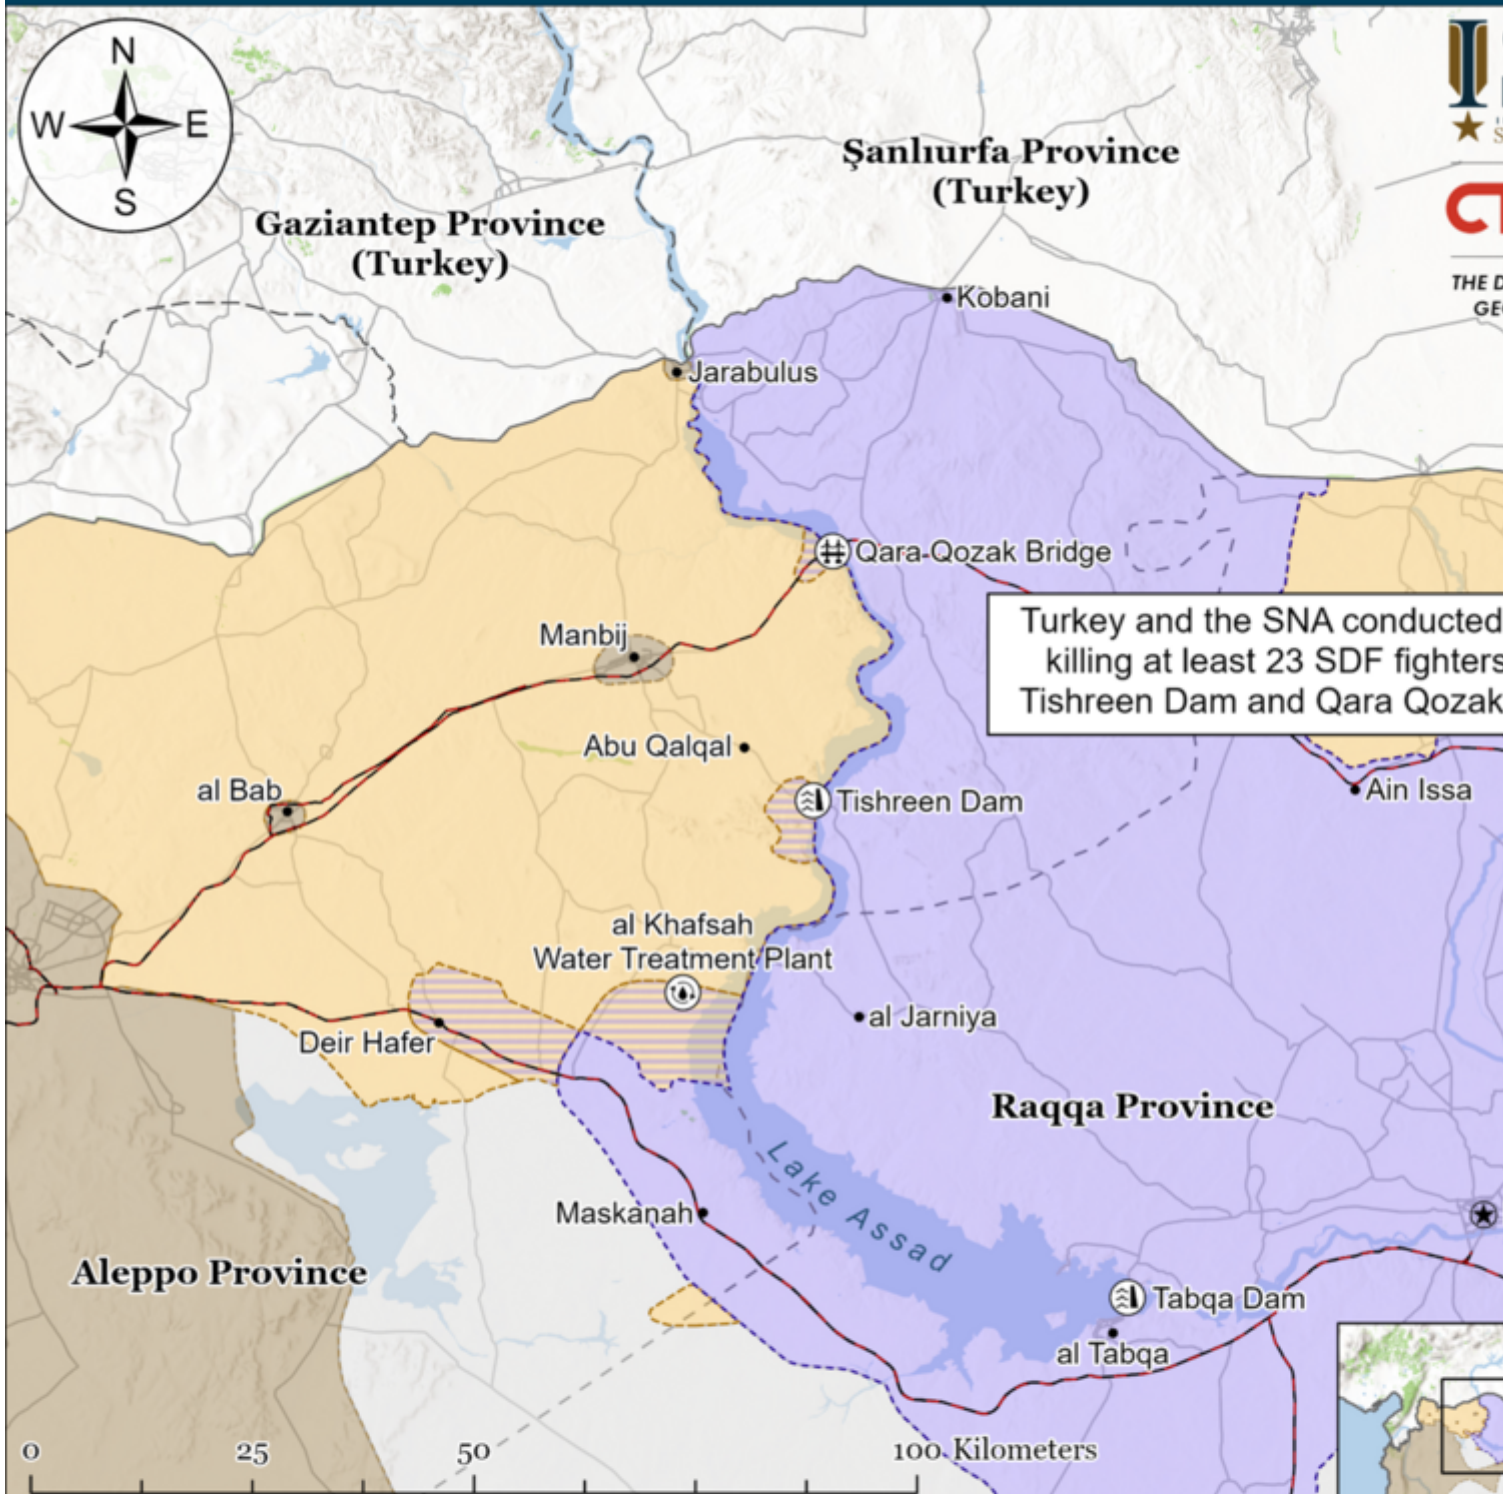 N
W E
S
Gaziantep Province
(Turkey)
Şanlıurfa Province
(Turkey)
THE D
GEO
Kobani
Jarabulus
Qara Qozak Bridge
Turkey and the SNA conducted
killing at least 23 SDF fighters
Tishreen Dam and Qara Qozak
Manbij
Abu Qalqal
al Bab
Tishreen Dam
Ain Issa
al Khafsah
Water Treatment Plant
al Jarniya
Deir Hafer
Raqqa Province
Lake Assad
Maskanah
Aleppo Province
Tabqa Dam
al Tabqa
0 25 50 100 Kilometers